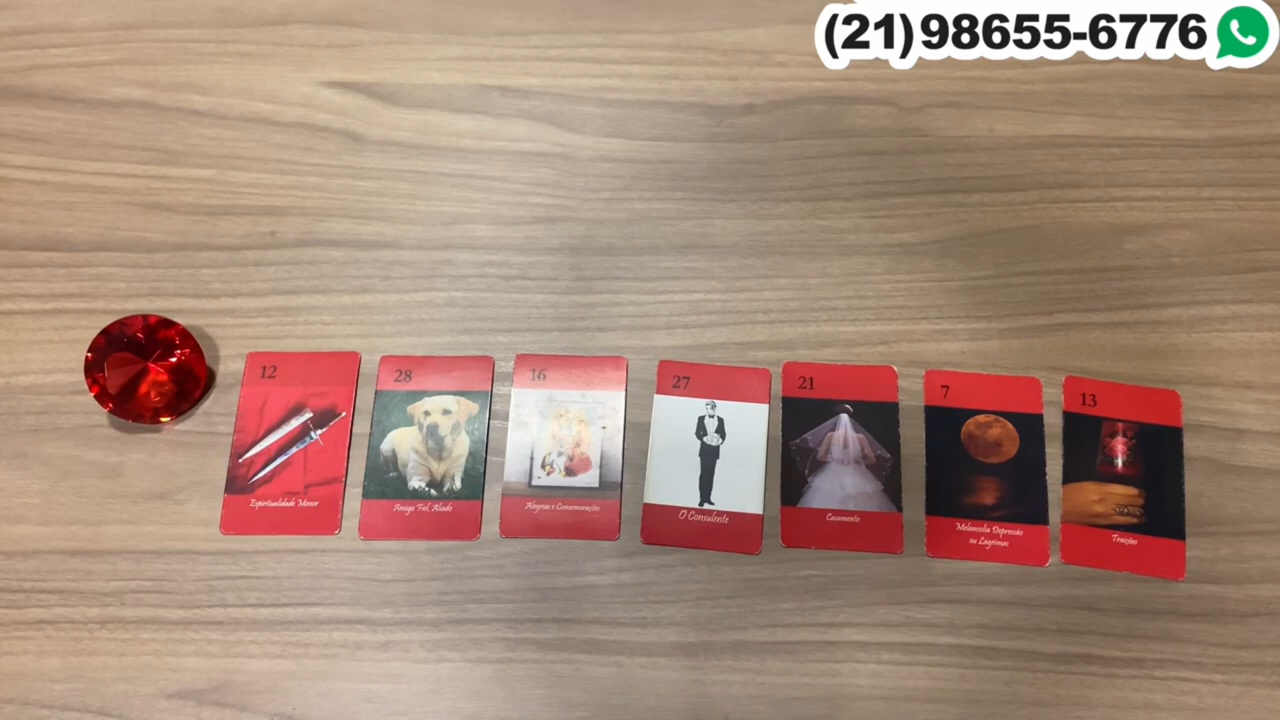 (21)98655-6776
12
Espiritualidade Menor
28
Amigo Fiel, Aliado
16
Alegrias e Comemorações
27
O Consulente
21
Casamento
7
Melancolia Depressão
ou Lágrimas
13
Traições